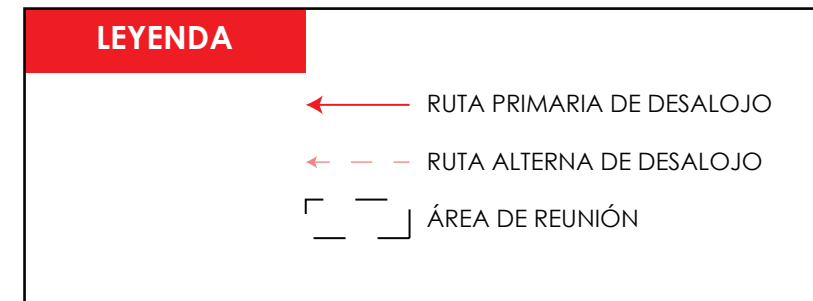 LEYENDA
RUTA PRIMARIA DE DESALOJO
RUTA ALTERNA DE DESALOJO
ÁREA DE REUNIÓN